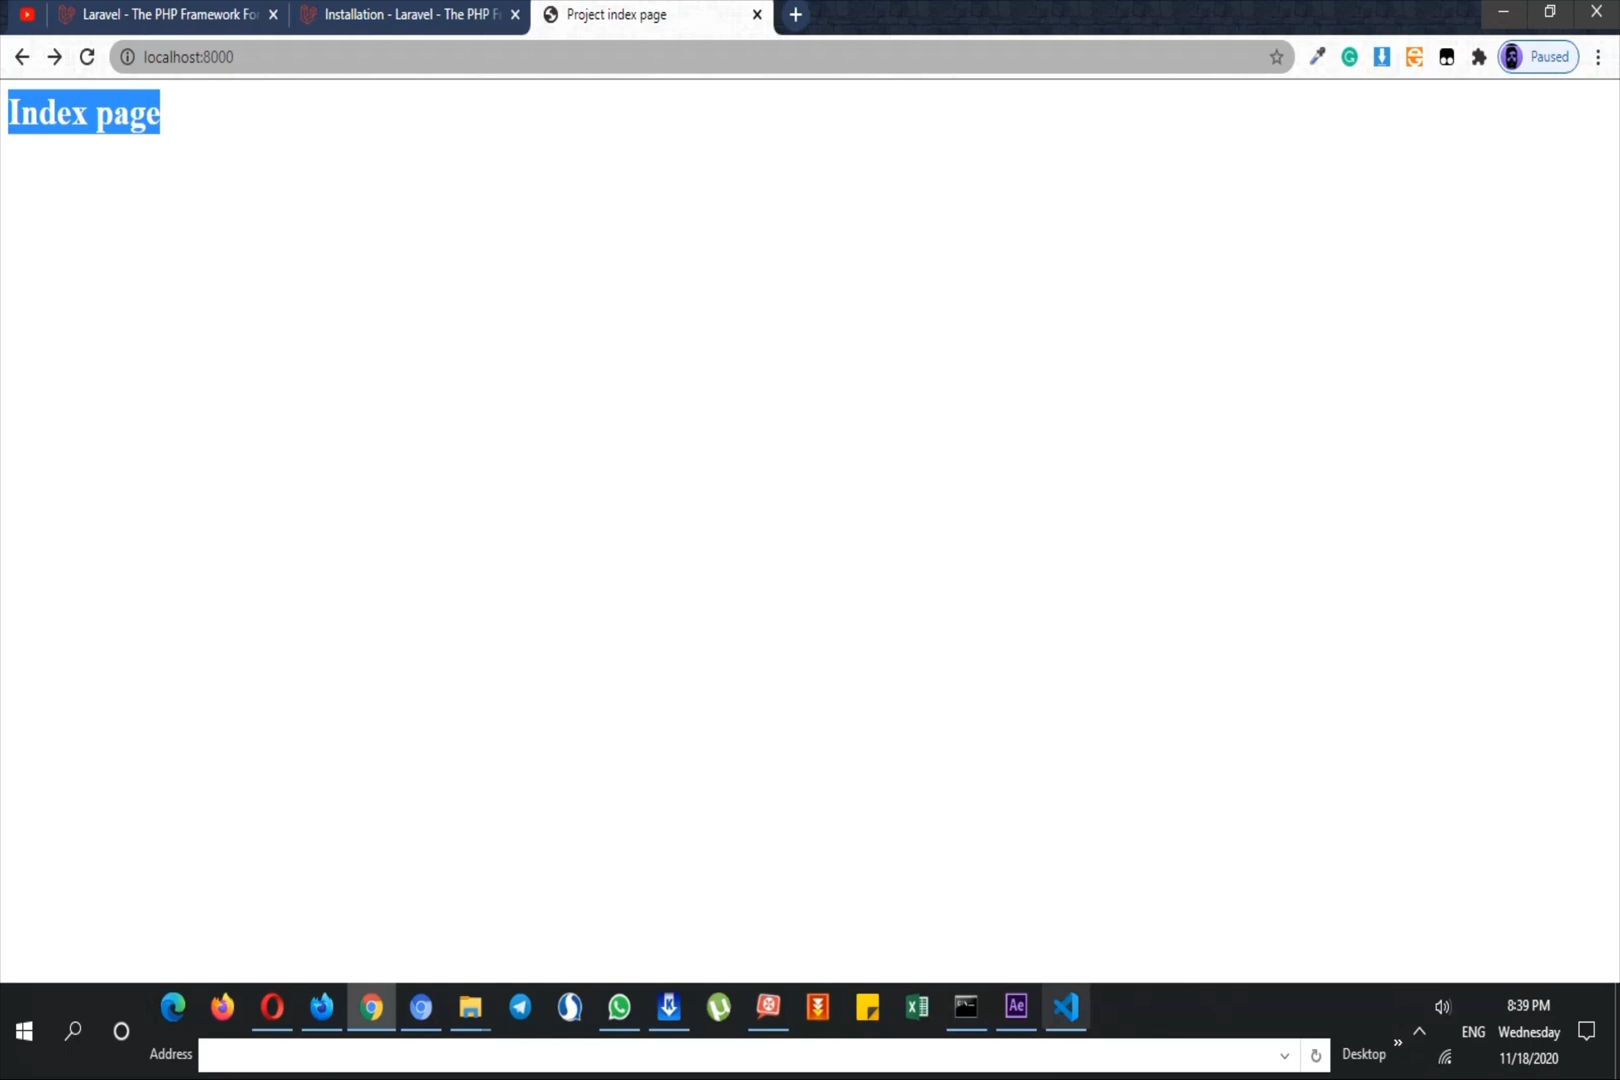 Laravel - The PHP Framework For
Installation - Laravel - The PHP F
Project index page
localhost:8000
Paused
Index page
Ae
8:39 PM
ENG
Wednesday
Address
Desktop
11/18/2020